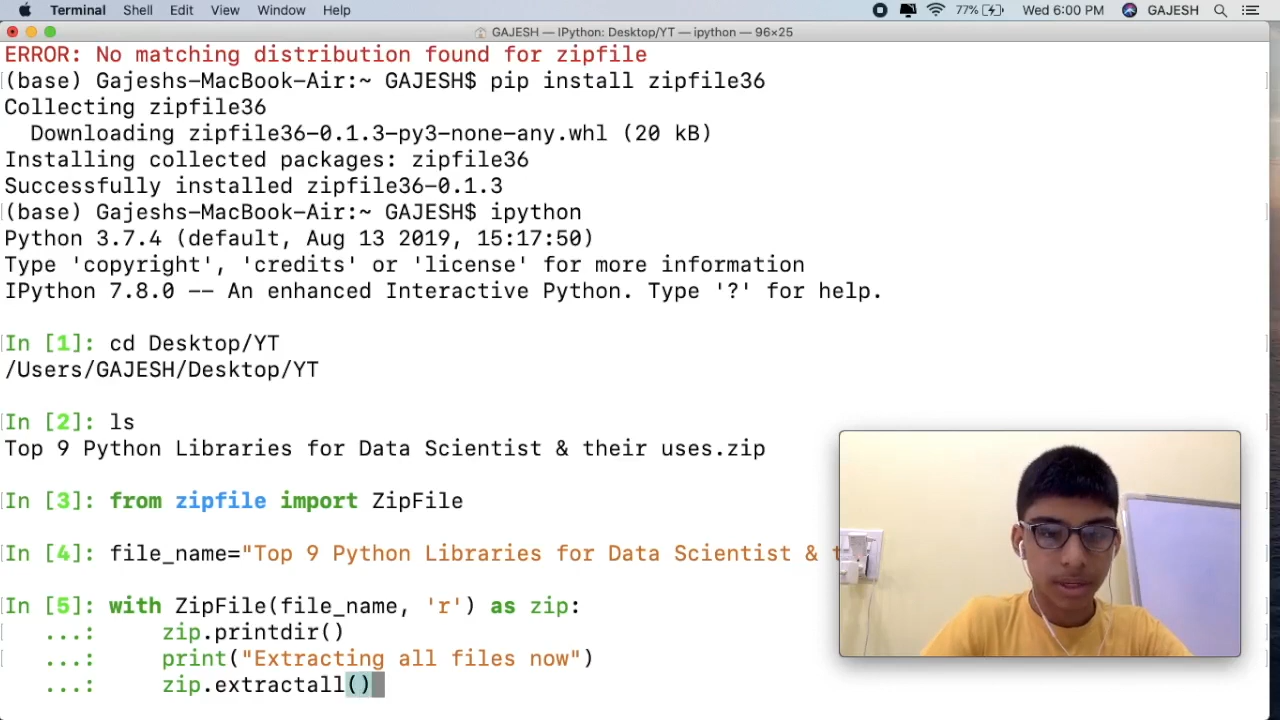 Terminal Shell Edit View Window Help 77% Wed 6:00 PM GAJESH
GAJESH — IPython: Desktop/YT — ipython — 96×25
ERROR: No matching distribution found for zipfile
(base) Gajeshs-MacBook-Air:~ GAJESH$ pip install zipfile36
Collecting zipfile36
  Downloading zipfile36-0.1.3-py3-none-any.whl (20 kB)
Installing collected packages: zipfile36
Successfully installed zipfile36-0.1.3
(base) Gajeshs-MacBook-Air:~ GAJESH$ ipython
Python 3.7.4 (default, Aug 13 2019, 15:17:50)
Type 'copyright', 'credits' or 'license' for more information
IPython 7.8.0 -- An enhanced Interactive Python. Type '?' for help.
In [1]: cd Desktop/YT
/Users/GAJESH/Desktop/YT
In [2]: ls
Top 9 Python Libraries for Data Scientist & their uses.zip
In [3]: from zipfile import ZipFile
In [4]: file_name="Top 9 Python Libraries for Data Scientist &
In [5]: with ZipFile(file_name, 'r') as zip:
   ...:     zip.printdir()
   ...:     print("Extracting all files now")
   ...:     zip.extractall()